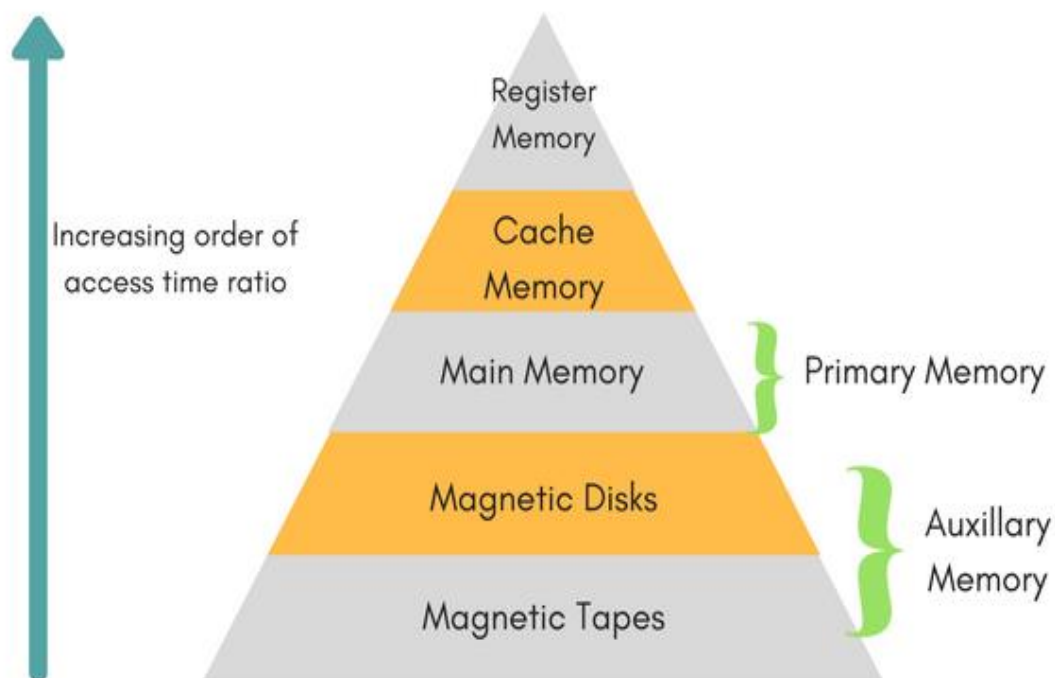 Register
Memory
Increasing order of
access time ratio
Cache
Memory
Main Memory
Primary Memory
Magnetic Disks
Auxillary
Memory
Magnetic Tapes